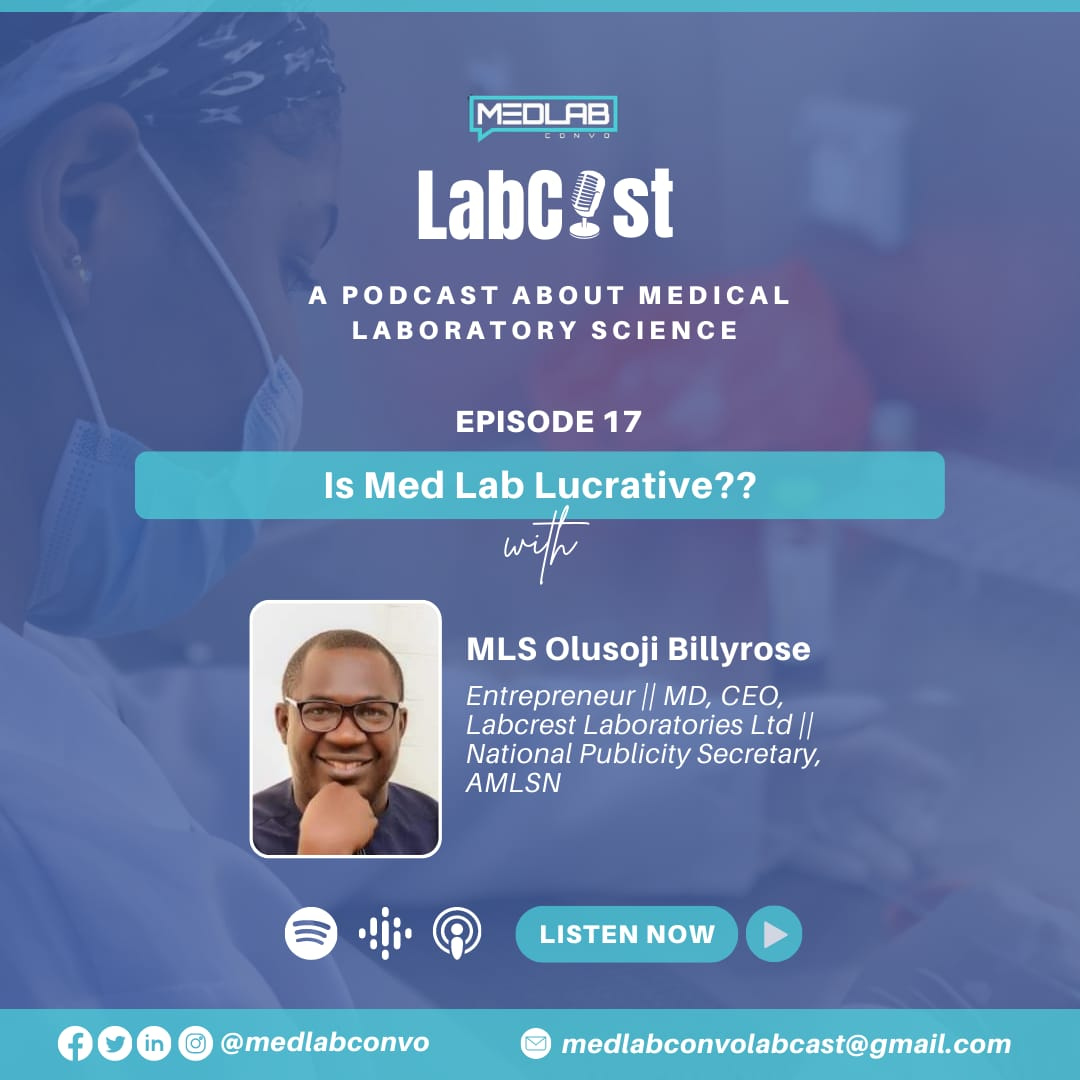 MEDLAB
CONVO
LabCast
A PODCAST ABOUT MEDICAL
LABORATORY SCIENCE
EPISODE 17
Is Med Lab Lucrative??
with
MLS Olusoji Billyrose
Entrepreneur || MD, CEO,
Labcrest Laboratories Ltd ||
National Publicity Secretary,
AMLSN
LISTEN NOW
@medlabconvo
medlabconvolabcast@gmail.com